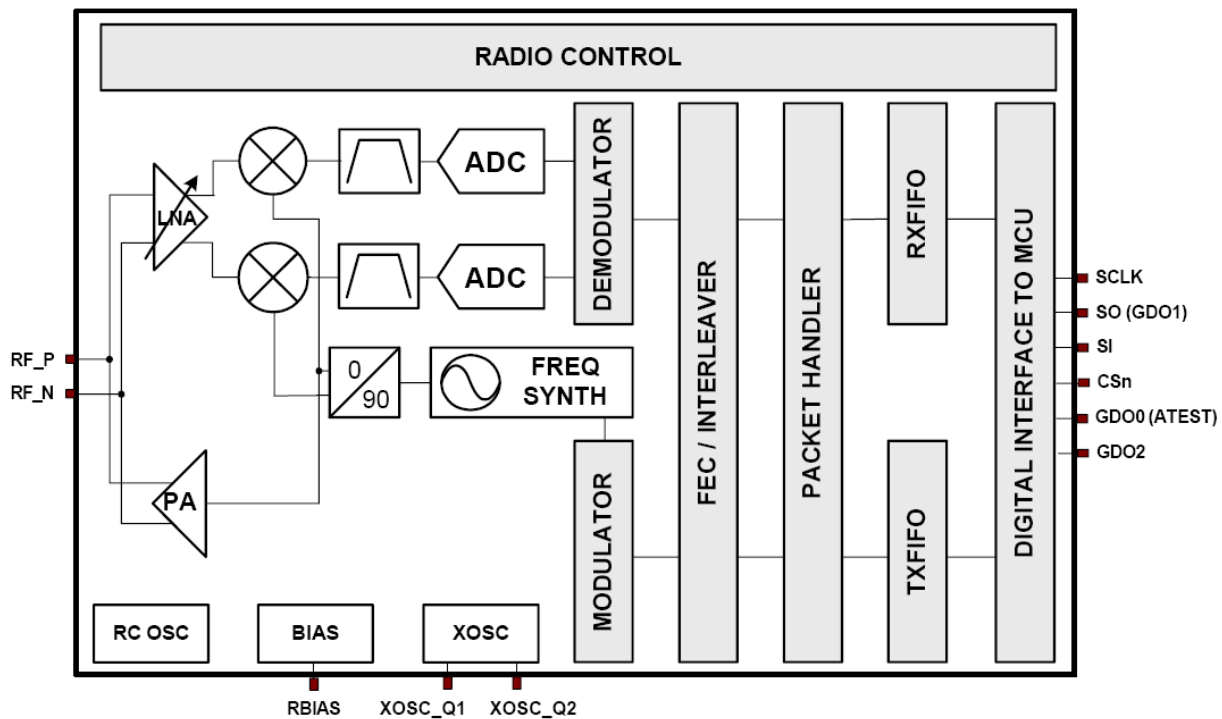 RADIO CONTROL
LNA
ADC
ADC
DEMODULATOR
FEC / INTERLEAVER
PACKET HANDLER
RXFIFO
DIGITAL INTERFACE TO MCU
SCLK
SO (GDO1)
SI
CSn
GDO0 (ATEST)
GDO2
RF_P
RF_N
0
90
FREQ
SYNTH
PA
MODULATOR
TXFIFO
RC OSC
BIAS
XOSC
RBIAS
XOSC_Q1
XOSC_Q2